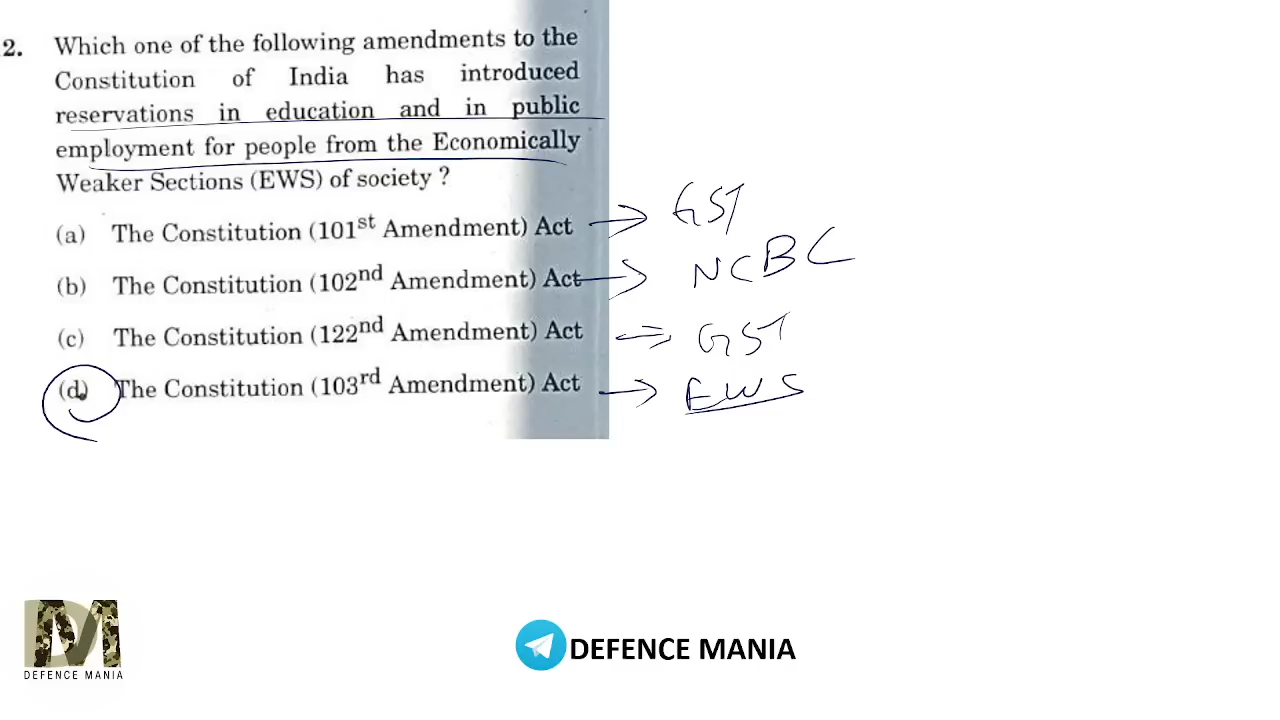 2. Which one of the following amendments to the
Constitution of India has introduced
reservations in education and in public
employment for people from the Economically
Weaker Sections (EWS) of society ?
(a) The Constitution (101st Amendment) Act → GST
(b) The Constitution (102nd Amendment) Act → NCBC
(c) The Constitution (122nd Amendment) Act ⇒ GST
(d) The Constitution (103rd Amendment) Act → EWS
DM
DEFENCE MANIA
DEFENCE MANIA